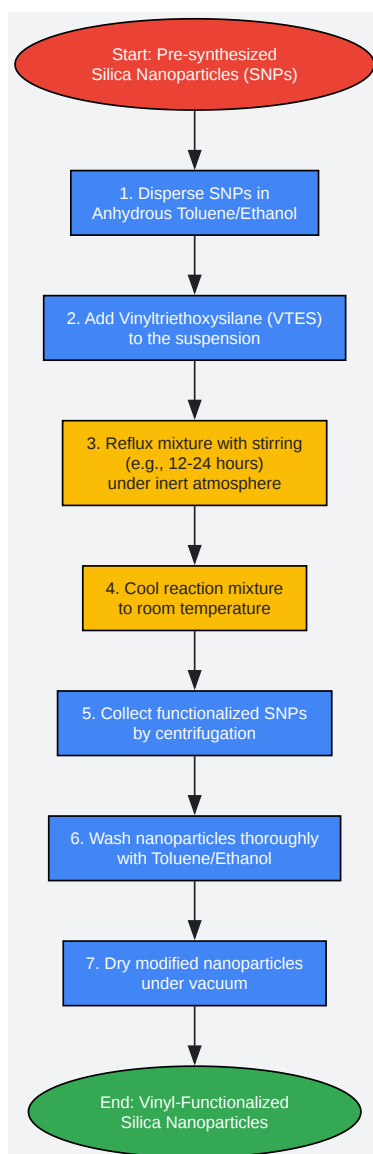 Start: Pre-synthesized
Silica Nanoparticles (SNPs)
1. Disperse SNPs in
Anhydrous Toluene/Ethanol
2. Add Vinyltriethoxysilane (VTES)
to the suspension
3. Reflux mixture with stirring
(e.g., 12-24 hours)
under inert atmosphere
4. Cool reaction mixture
to room temperature
5. Collect functionalized SNPs
by centrifugation
6. Wash nanoparticles thoroughly
with Toluene/Ethanol
7. Dry modified nanoparticles
under vacuum
End: Vinyl-Functionalized
Silica Nanoparticles